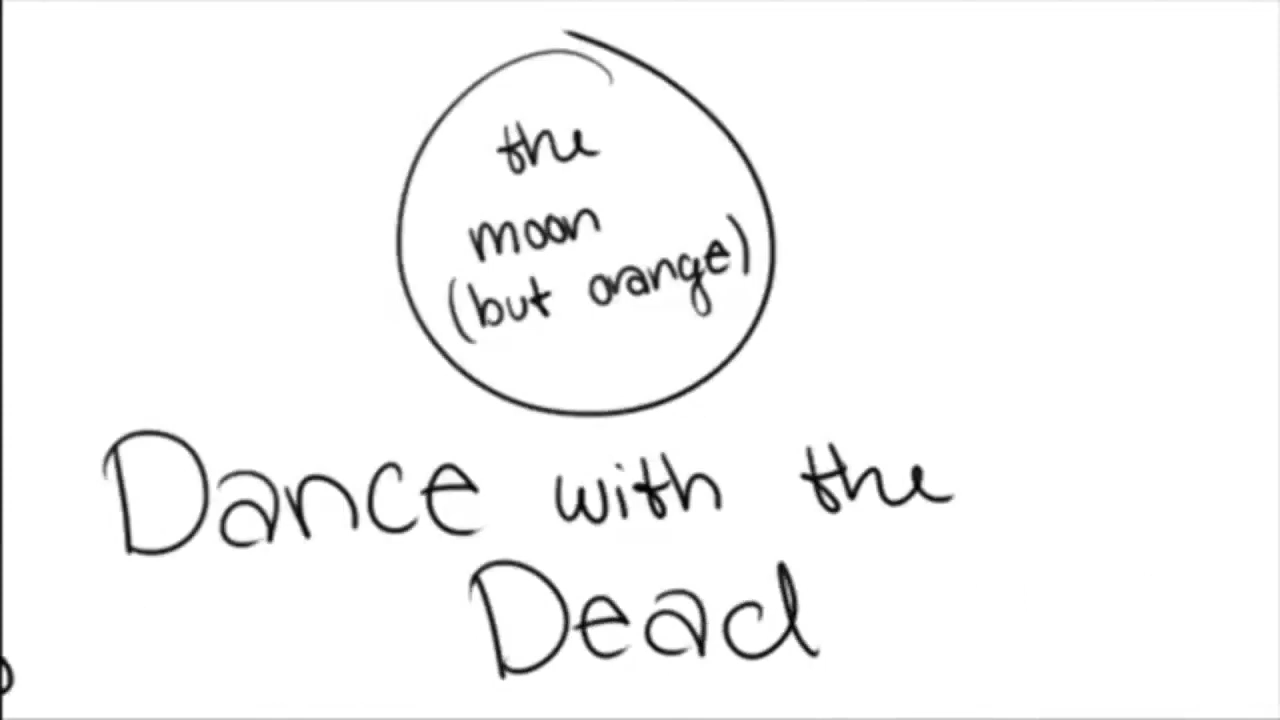 the
moon
(but orange)
Dance with the
Dead